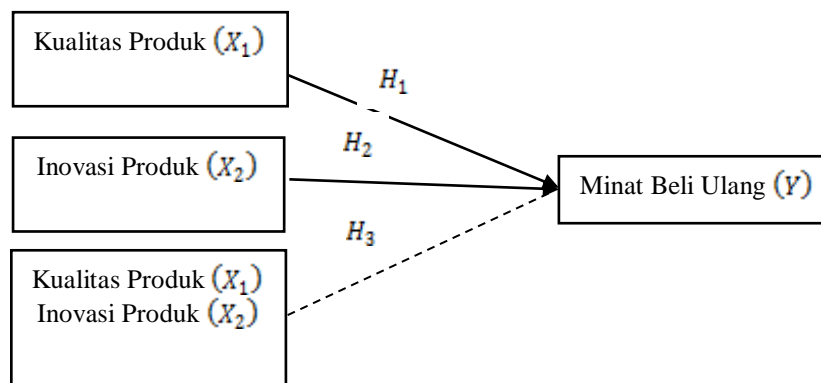 Kualitas Produk (X₁)
H₁
H₂
Inovasi Produk (X₂)
Minat Beli Ulang (Y)
H₃
Kualitas Produk (X₁)
Inovasi Produk (X₂)